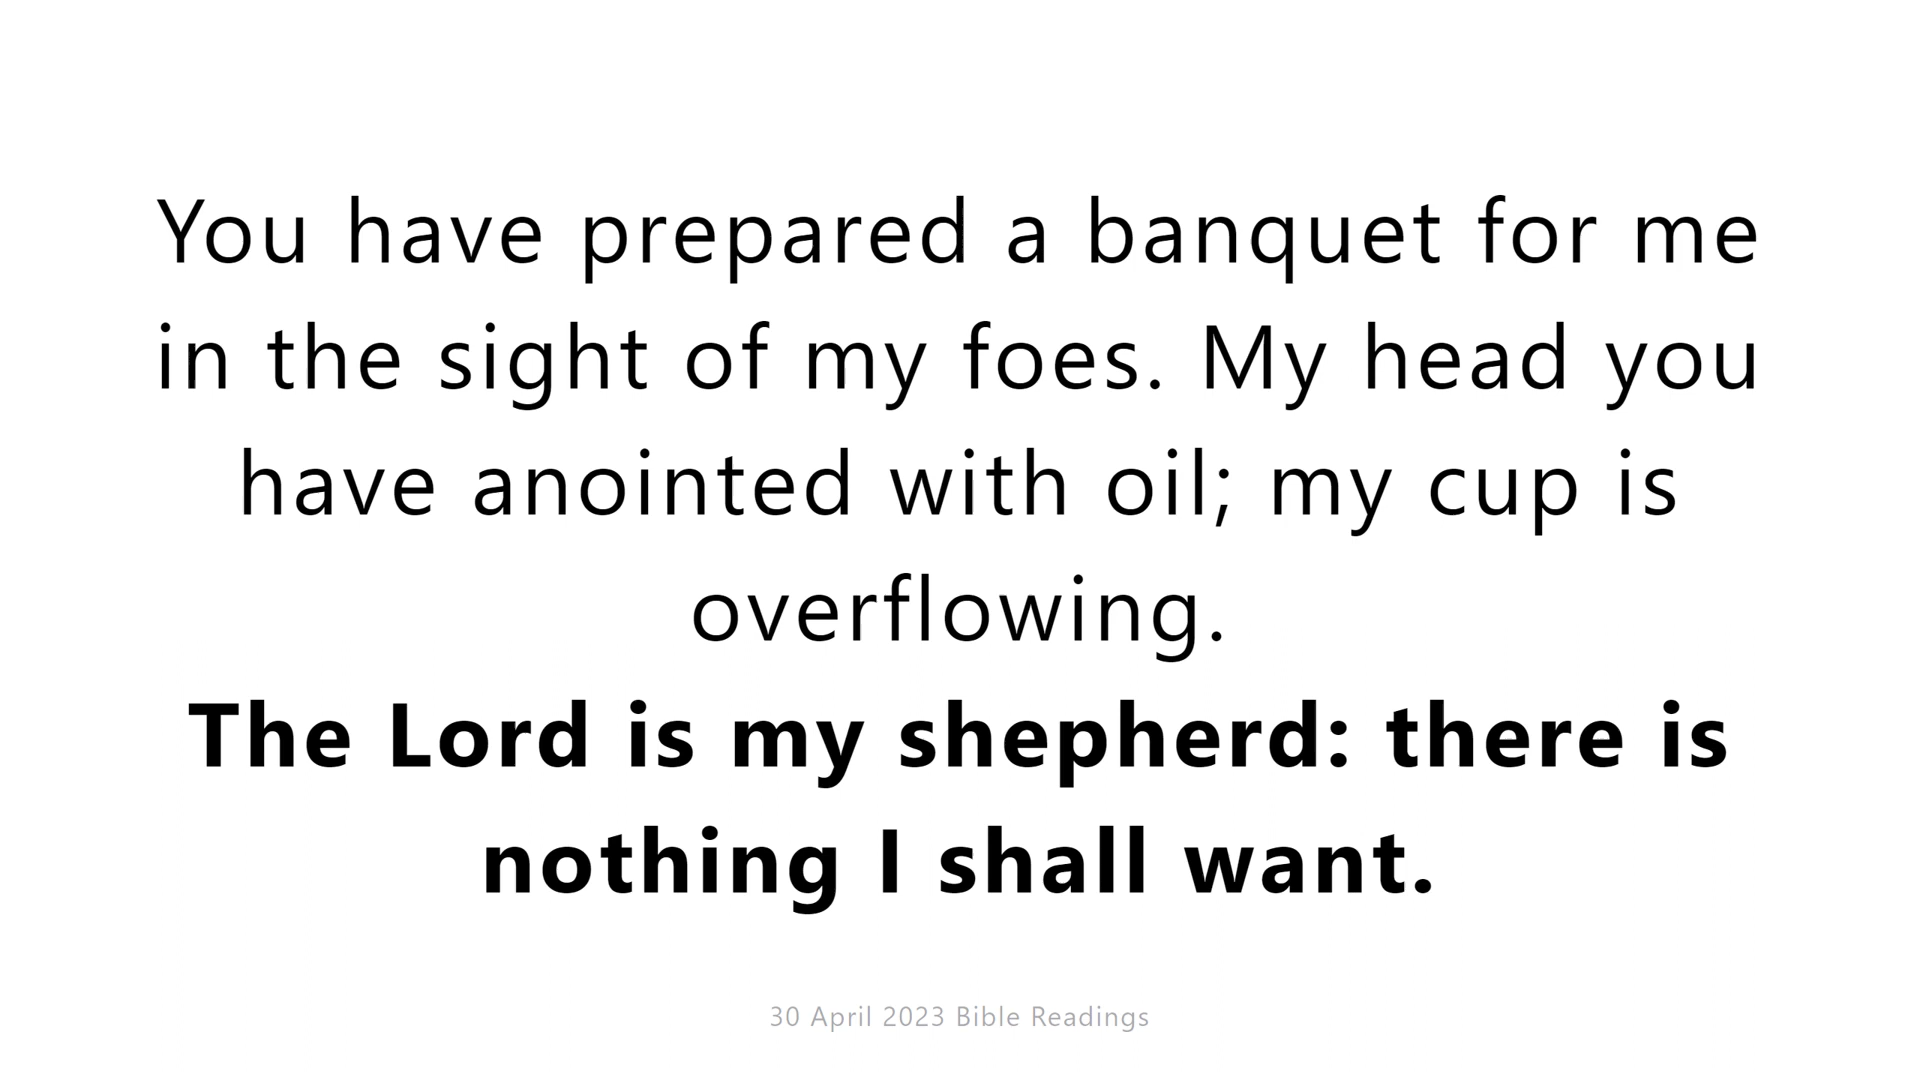 You have prepared a banquet for me
in the sight of my foes. My head you
have anointed with oil; my cup is
overflowing.
The Lord is my shepherd: there is
nothing I shall want.
30 April 2023 Bible Readings